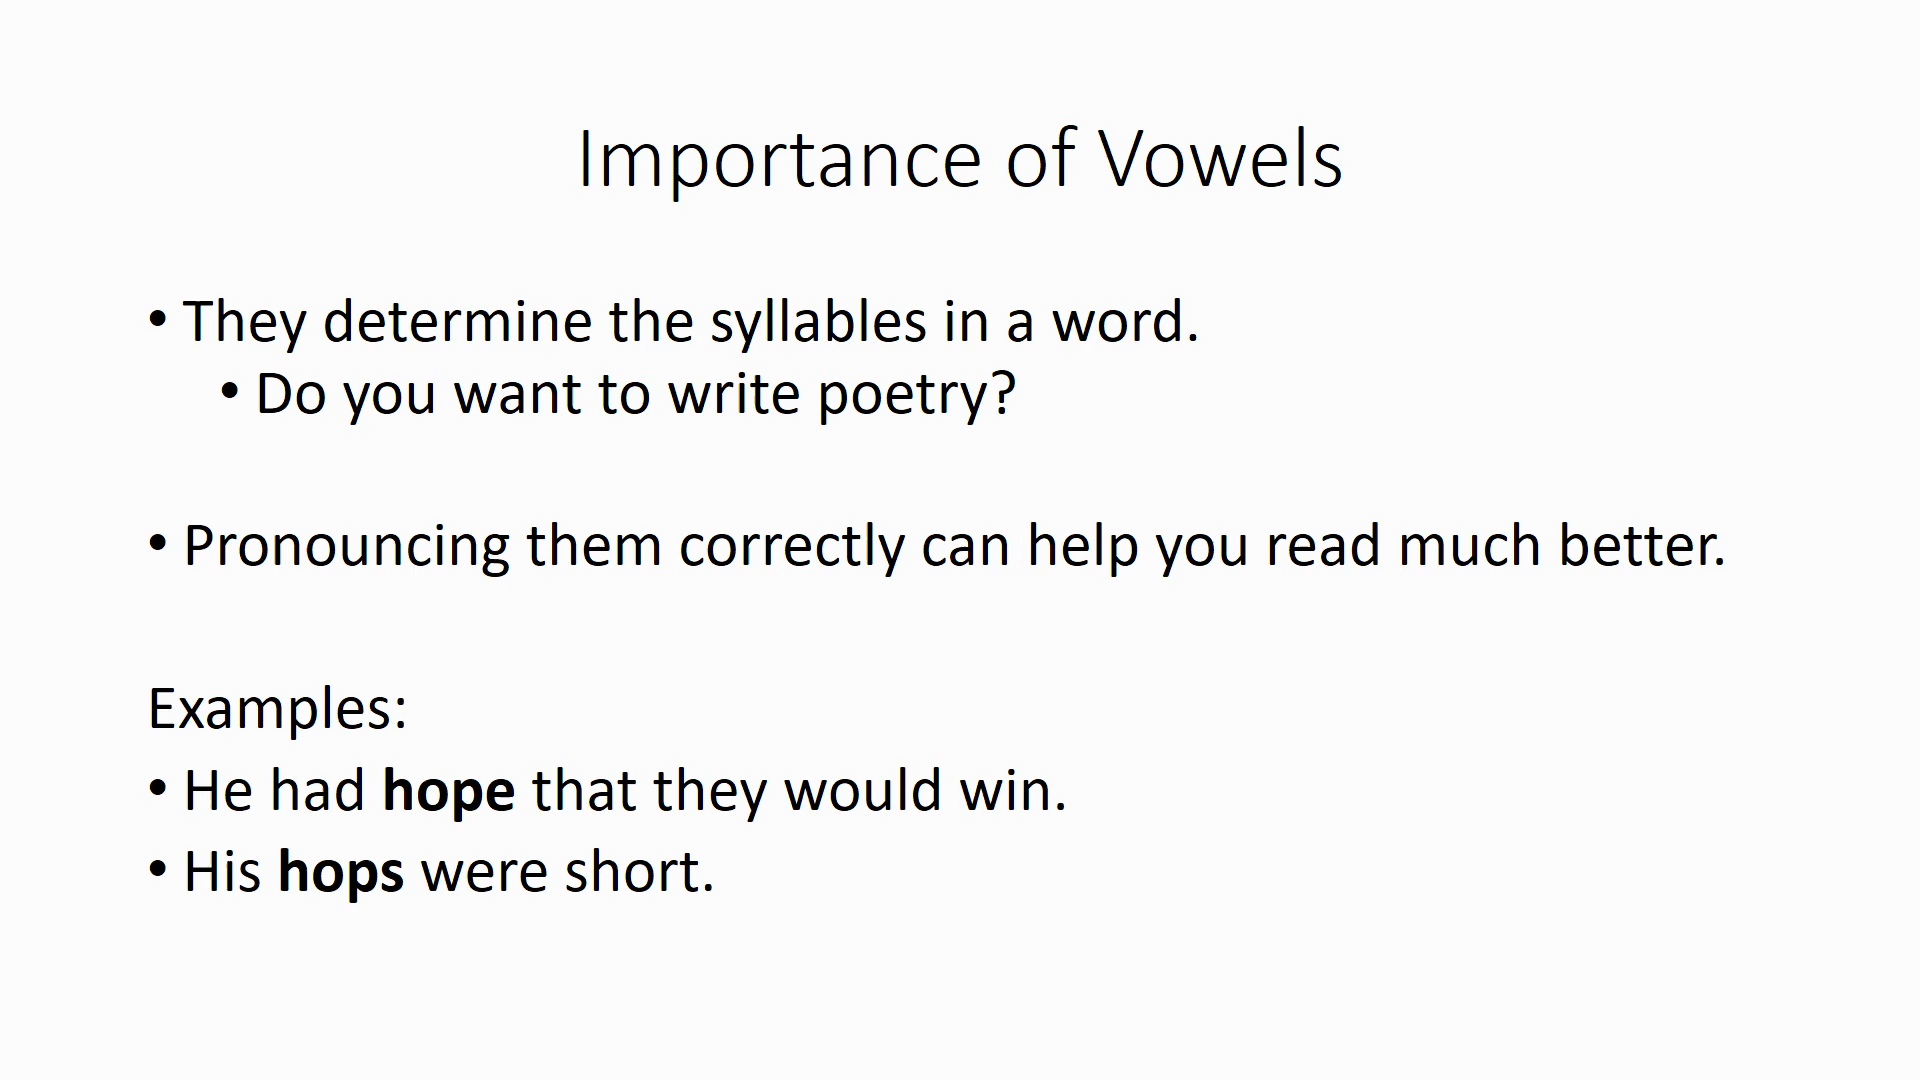 Importance of Vowels
• They determine the syllables in a word.
• Do you want to write poetry?
• Pronouncing them correctly can help you read much better.
Examples:
• He had hope that they would win.
• His hops were short.